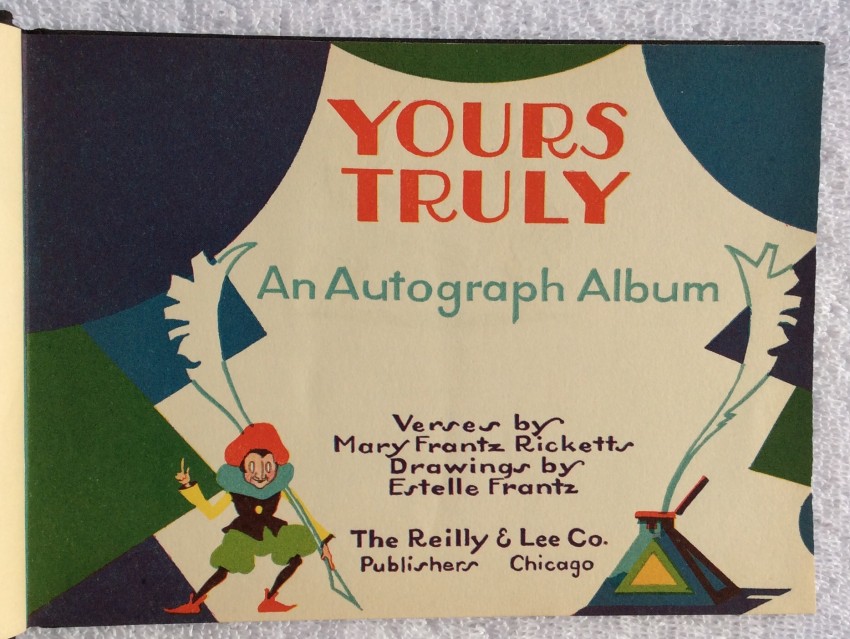 YOURS
TRULY
An Autograph Album
Verses by
Mary Frantz Ricketts
Drawings by
Estelle Frantz
The Reilly & Lee Co.
Publishers Chicago